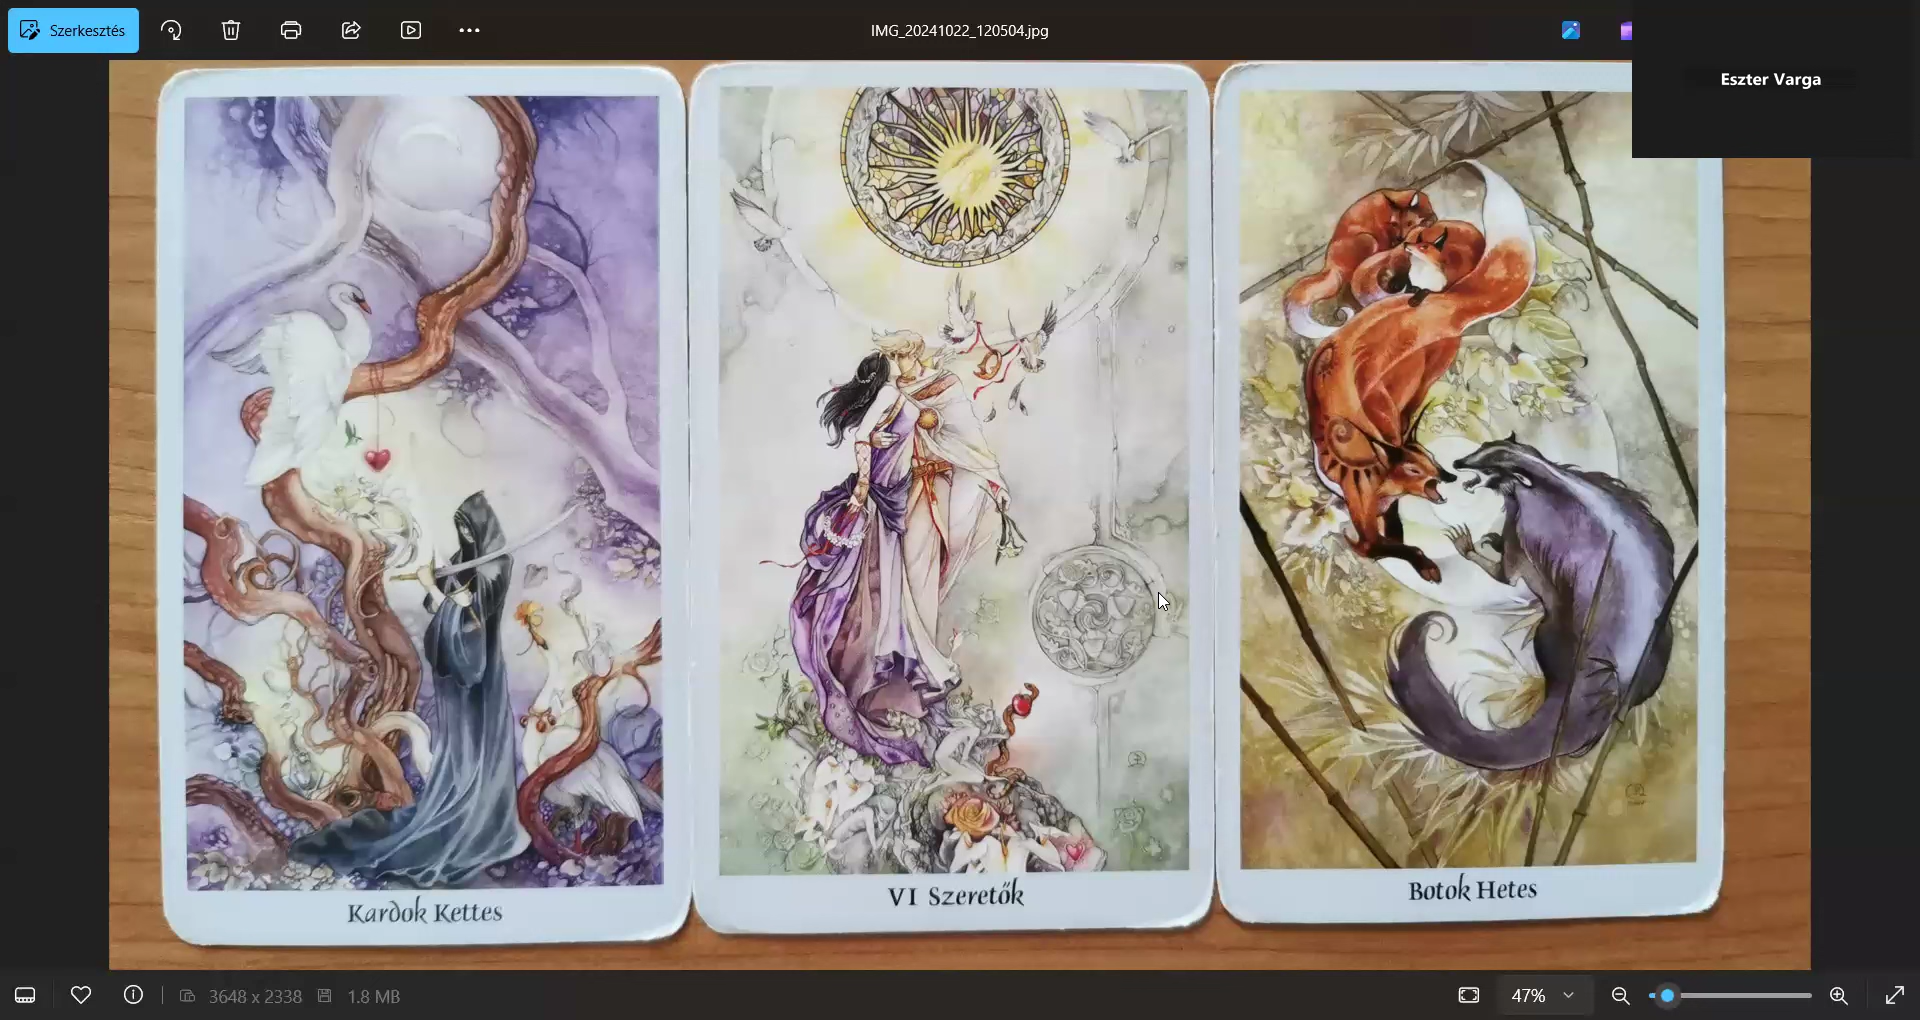 Szerkesztés
IMG_20241022_120504.jpg
Eszter Varga
Kardok Kettes
VI Szeretők
Botok Hetes
3648 x 2338
1.8 MB
47%